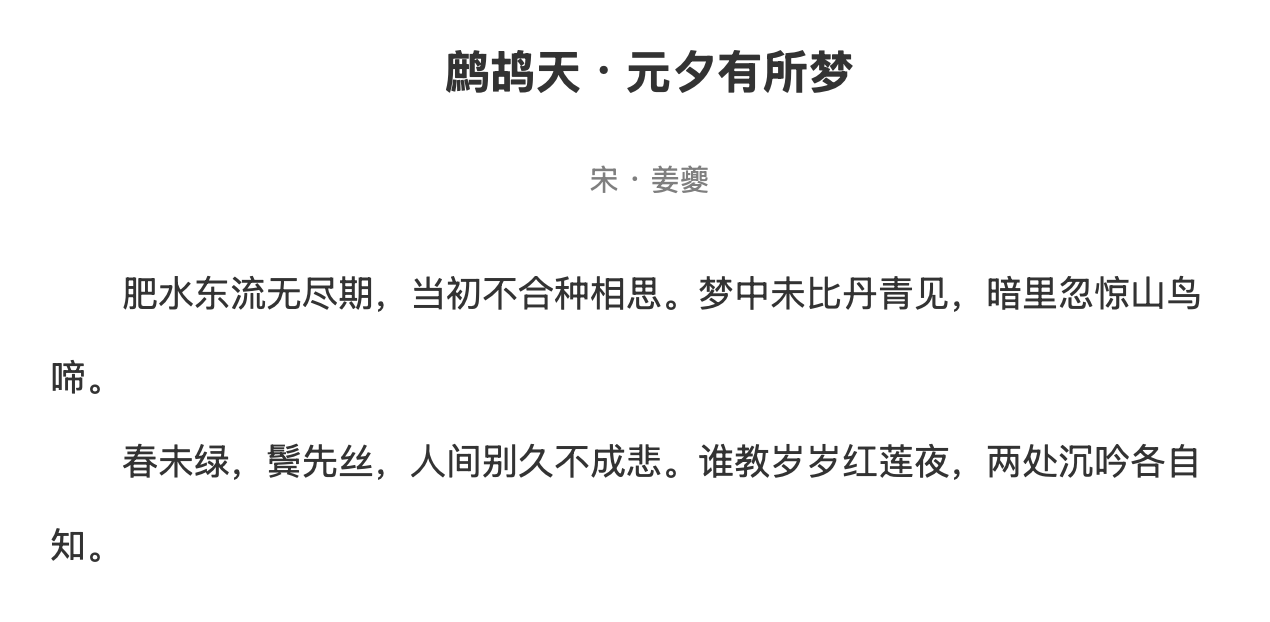 鹧鸪天·元夕有所梦
宋·姜夔
肥水东流无尽期，当初不合种相思。梦中未比丹青见，暗里忽惊山鸟
啼。
春未绿，鬓先丝，人间别久不成悲。谁教岁岁红莲夜，两处沉吟各自
知。